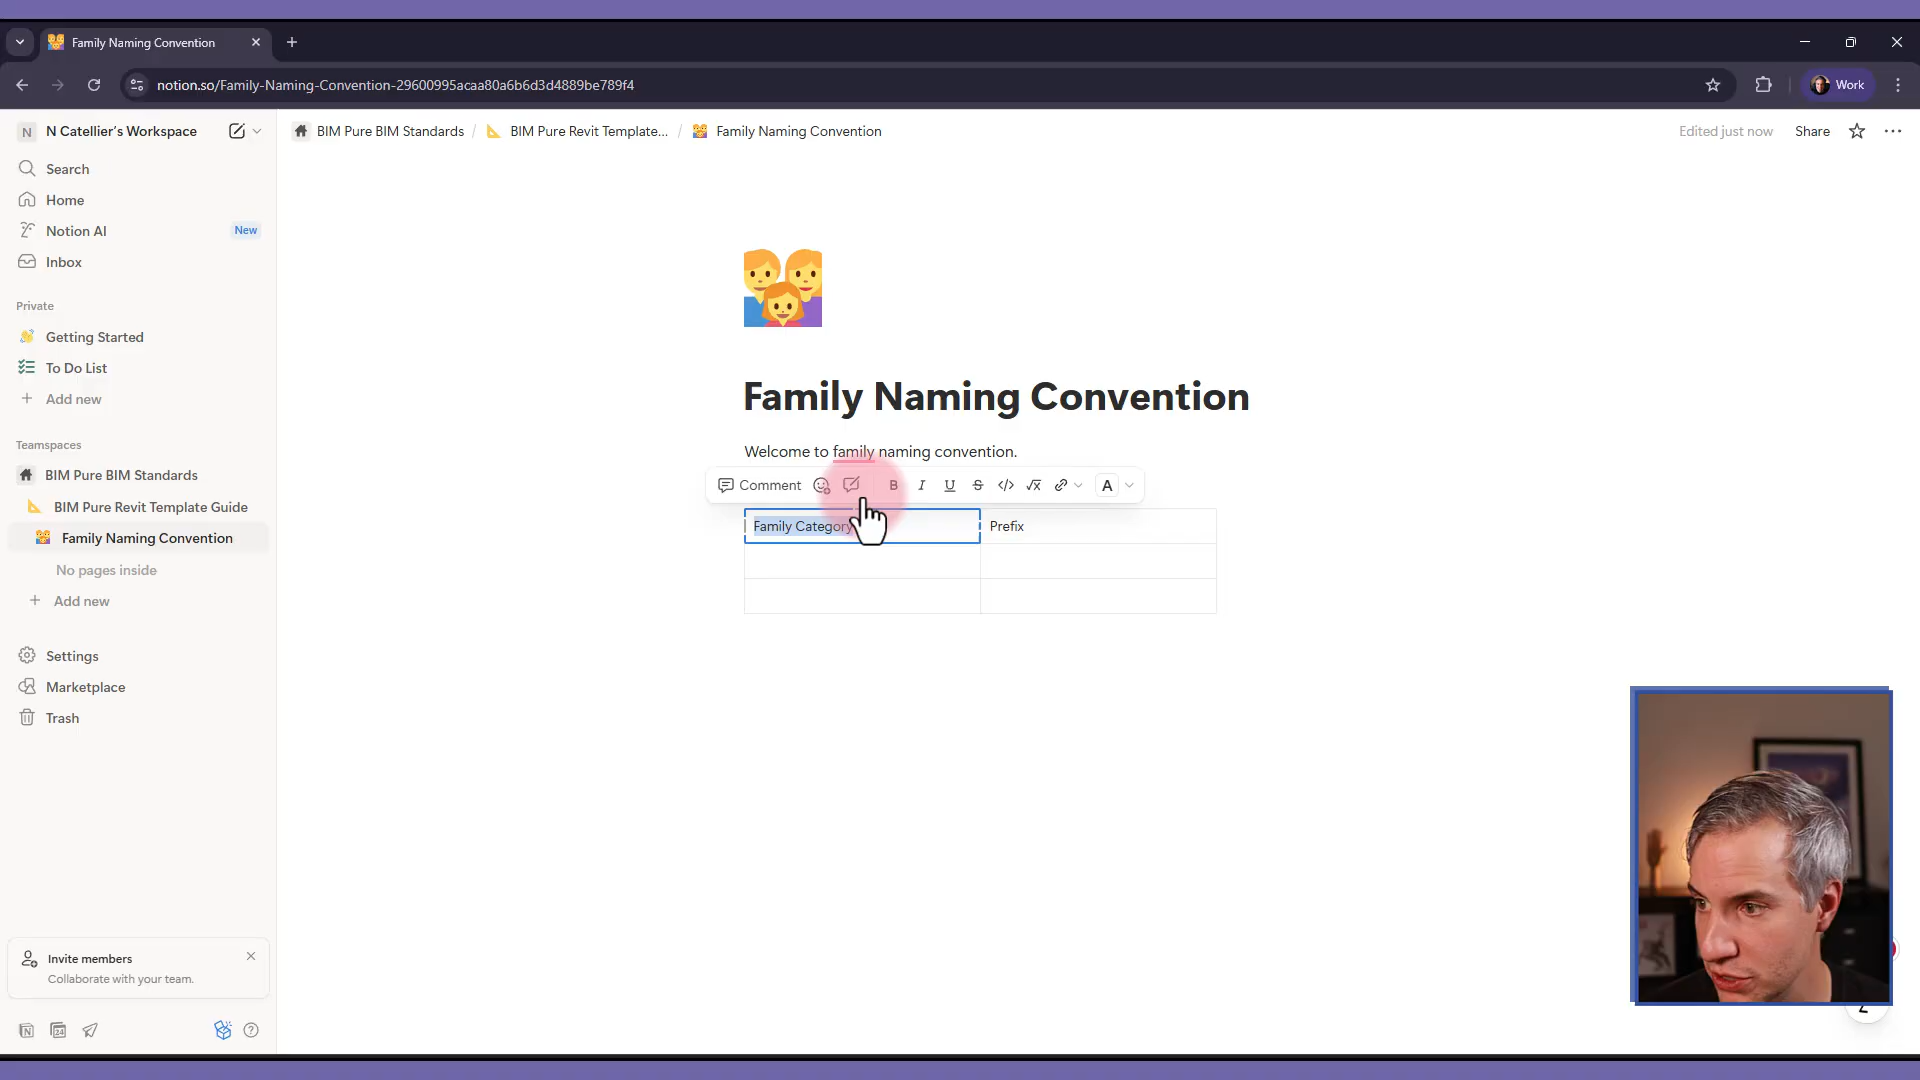 Family Naming Convention
notion.so/Family-Naming-Convention-29600995acaa80a6b6d3d4889be789f4
Work
N N Catellier's Workspace
BIM Pure BIM Standards / BIM Pure Revit Template... / Family Naming Convention
Edited just now
Share
Search
Home
Notion AI
New
Inbox
Private
Getting Started
To Do List
Add new
Teamspaces
BIM Pure BIM Standards
BIM Pure Revit Template Guide
Family Naming Convention
No pages inside
Add new
Settings
Marketplace
Trash
Invite members
Collaborate with your team.
24
Family Naming Convention
Welcome to family naming convention.
Comment B I U S </> √x A
Family Category
Prefix